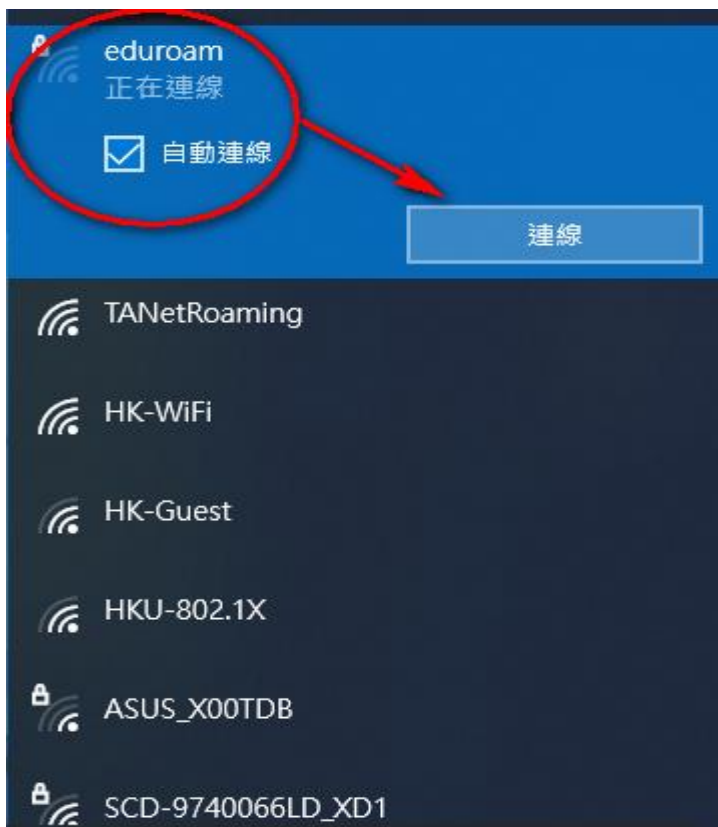 eduroam
正在連線
自動連線
連線
TANetRoaming
HK-WiFi
HK-Guest
HKU-802.1X
ASUS_X00TDB
SCD-9740066LD_XD1